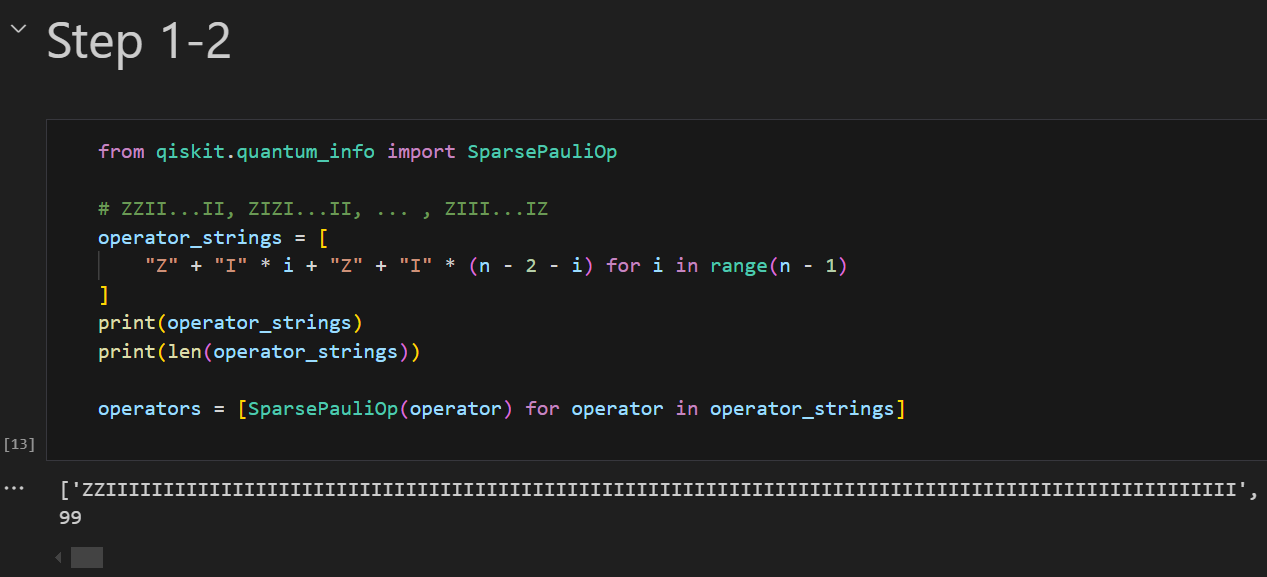 Step 1-2
from qiskit.quantum_info import SparsePauliOp
# ZZII...II, ZIZI...II, ... , ZIII...IZ
operator_strings = [
"Z" + "I" * i + "Z" + "I" * (n - 2 - i) for i in range(n - 1)
]
print(operator_strings)
print(len(operator_strings))
operators = [SparsePauliOp(operator) for operator in operator_strings]
[13]
... ['ZZIIIIIIIIIIIIIIIIIIIIIIIIIIIIIIIIIIIIIIIIIIIIIIIIIIIIIIIIIIIIIIIIIIIIIIIIIIIIIIIIIIIIIIIIIIIIIIIIII',
99